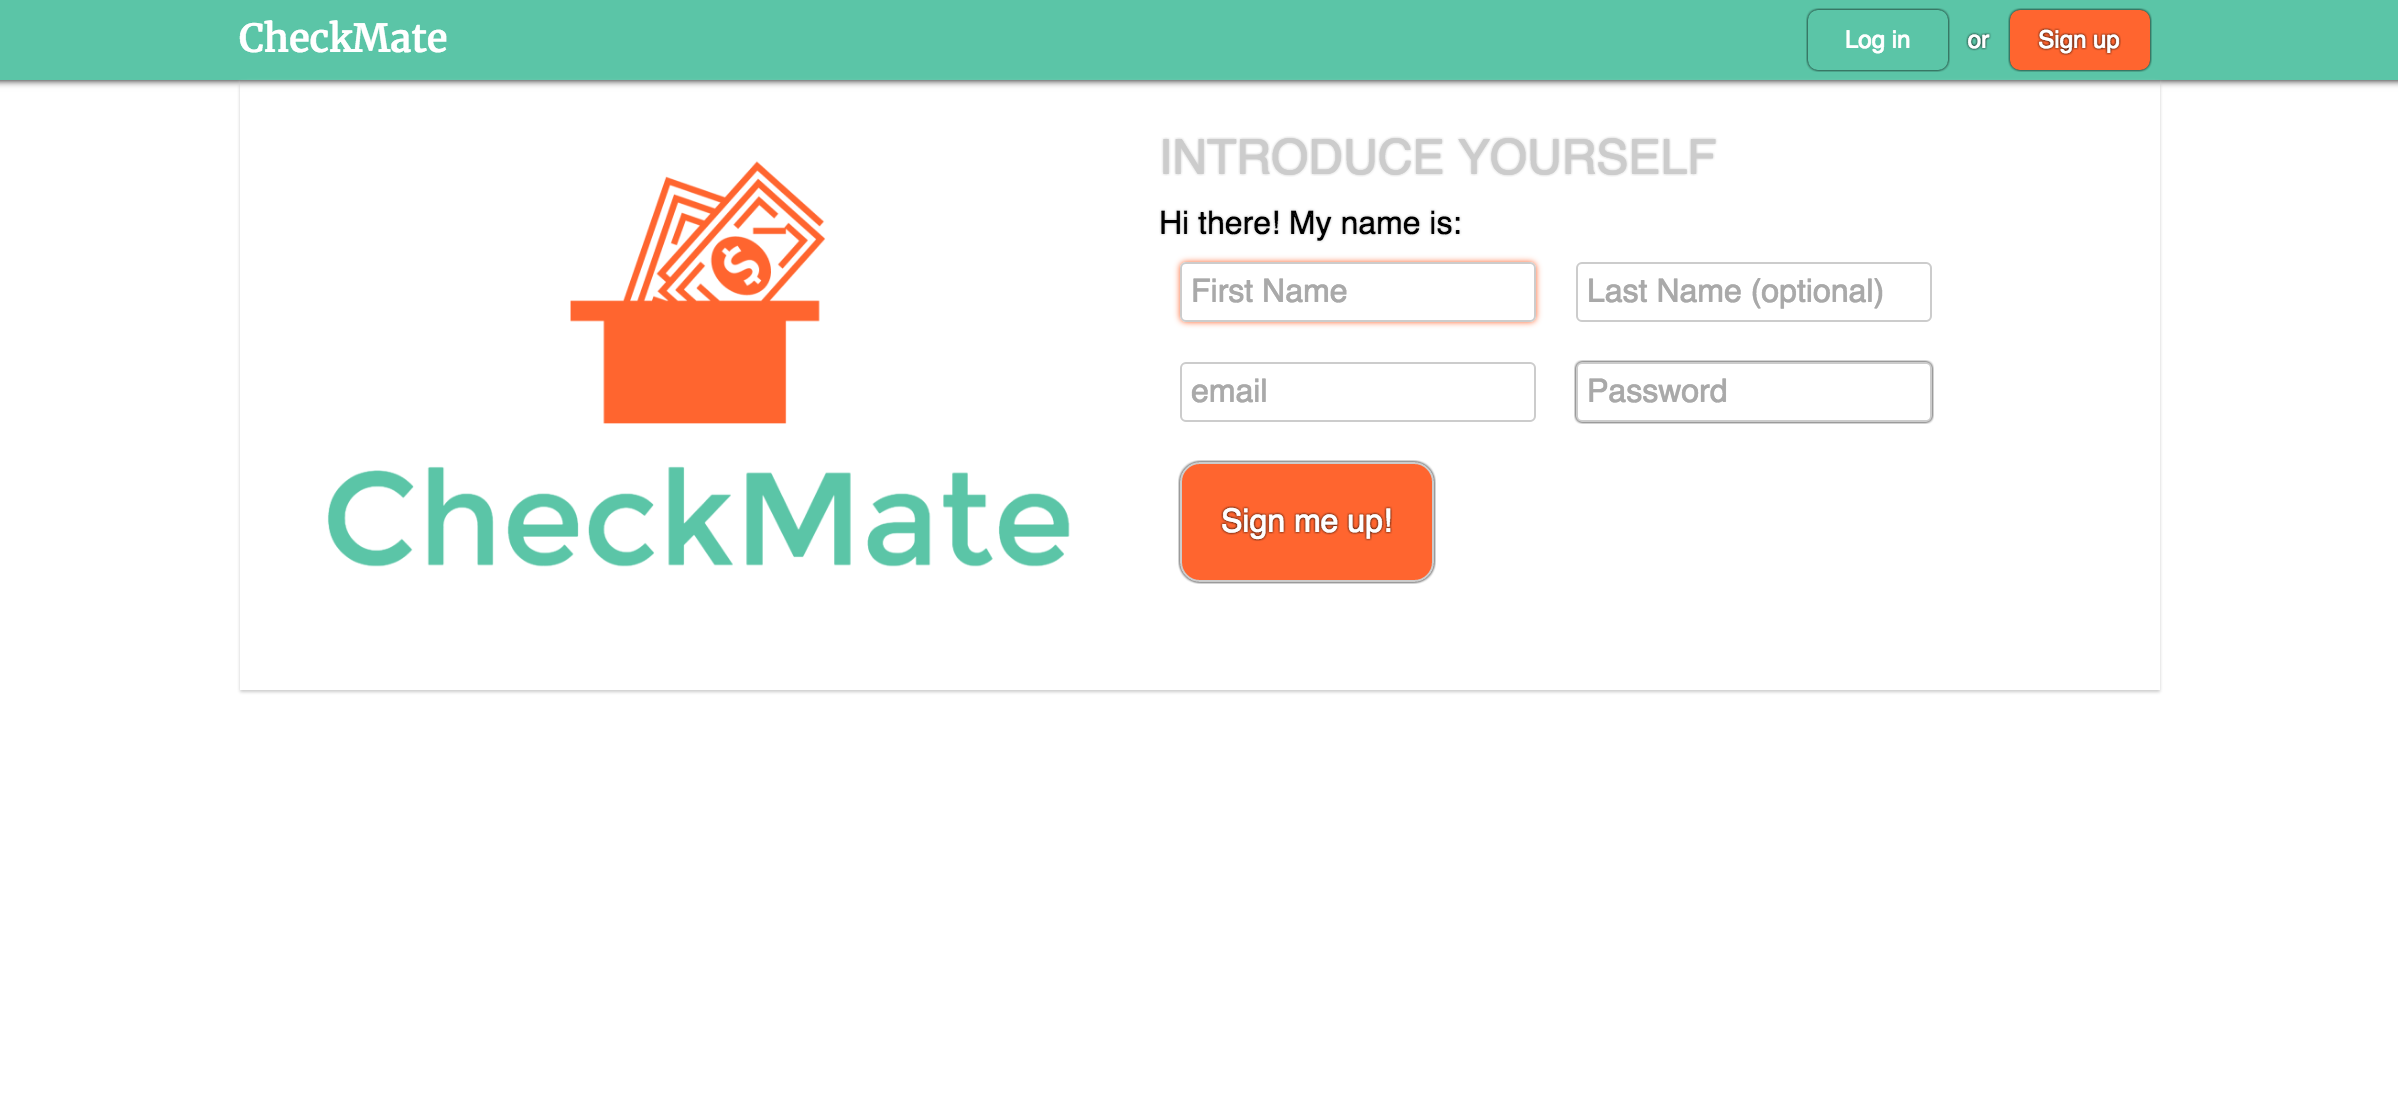 CheckMate
Log in or Sign up
INTRODUCE YOURSELF
Hi there! My name is:
First Name
Last Name (optional)
email
Password
Sign me up!
$
CheckMate